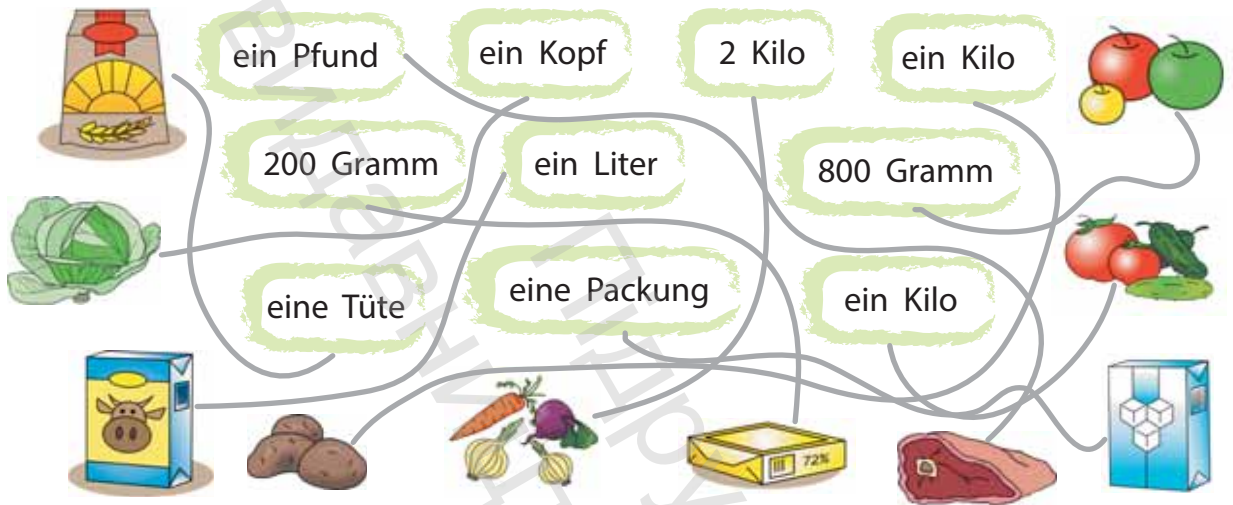 ein Pfund
ein Kopf
2 Kilo
ein Kilo
200 Gramm
ein Liter
800 Gramm
eine Tüte
eine Packung
ein Kilo
72%